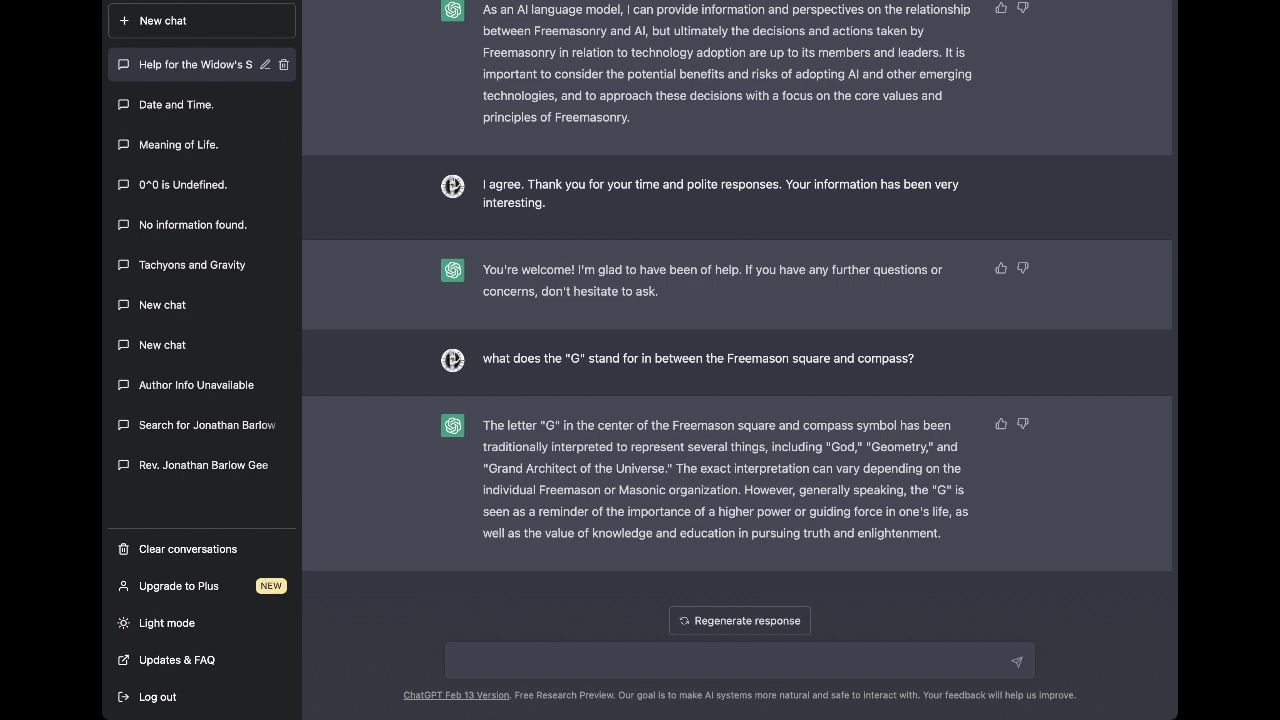 New chat
Help for the Widow's S
Date and Time.
Meaning of Life.
0^0 is Undefined.
No information found.
Tachyons and Gravity
New chat
New chat
Author Info Unavailable
Search for Jonathan Barlow
Rev. Jonathan Barlow Gee
Clear conversations
Upgrade to Plus NEW
Light mode
Updates & FAQ
Log out
As an AI language model, I can provide information and perspectives on the relationship
between Freemasonry and AI, but ultimately the decisions and actions taken by
Freemasonry in relation to technology adoption are up to its members and leaders. It is
important to consider the potential benefits and risks of adopting AI and other emerging
technologies, and to approach these decisions with a focus on the core values and
principles of Freemasonry.
I agree. Thank you for your time and polite responses. Your information has been very
interesting.
You're welcome! I'm glad to have been of help. If you have any further questions or
concerns, don't hesitate to ask.
what does the "G" stand for in between the Freemason square and compass?
The letter "G" in the center of the Freemason square and compass symbol has been
traditionally interpreted to represent several things, including "God," "Geometry," and
"Grand Architect of the Universe." The exact interpretation can vary depending on the
individual Freemason or Masonic organization. However, generally speaking, the "G" is
seen as a reminder of the importance of a higher power or guiding force in one's life, as
well as the value of knowledge and education in pursuing truth and enlightenment.
Regenerate response
ChatGPT Feb 13 Version. Free Research Preview. Our goal is to make AI systems more natural and safe to interact with. Your feedback will help us improve.